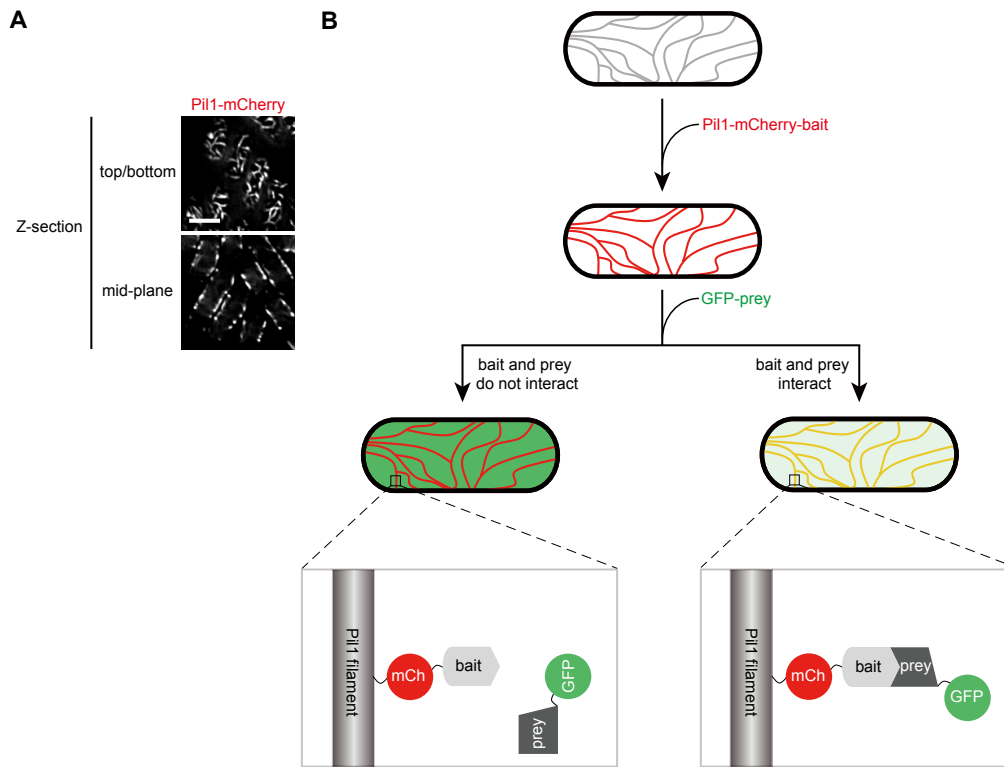 A
Pil1-mCherry
Z-section
top/bottom
mid-plane
B
Pil1-mCherry-bait
GFP-prey
bait and prey
do not interact
bait and prey
interact
Pil1 filament
mCh
bait
GFP
prey
Pil1 filament
mCh
bait
prey
GFP